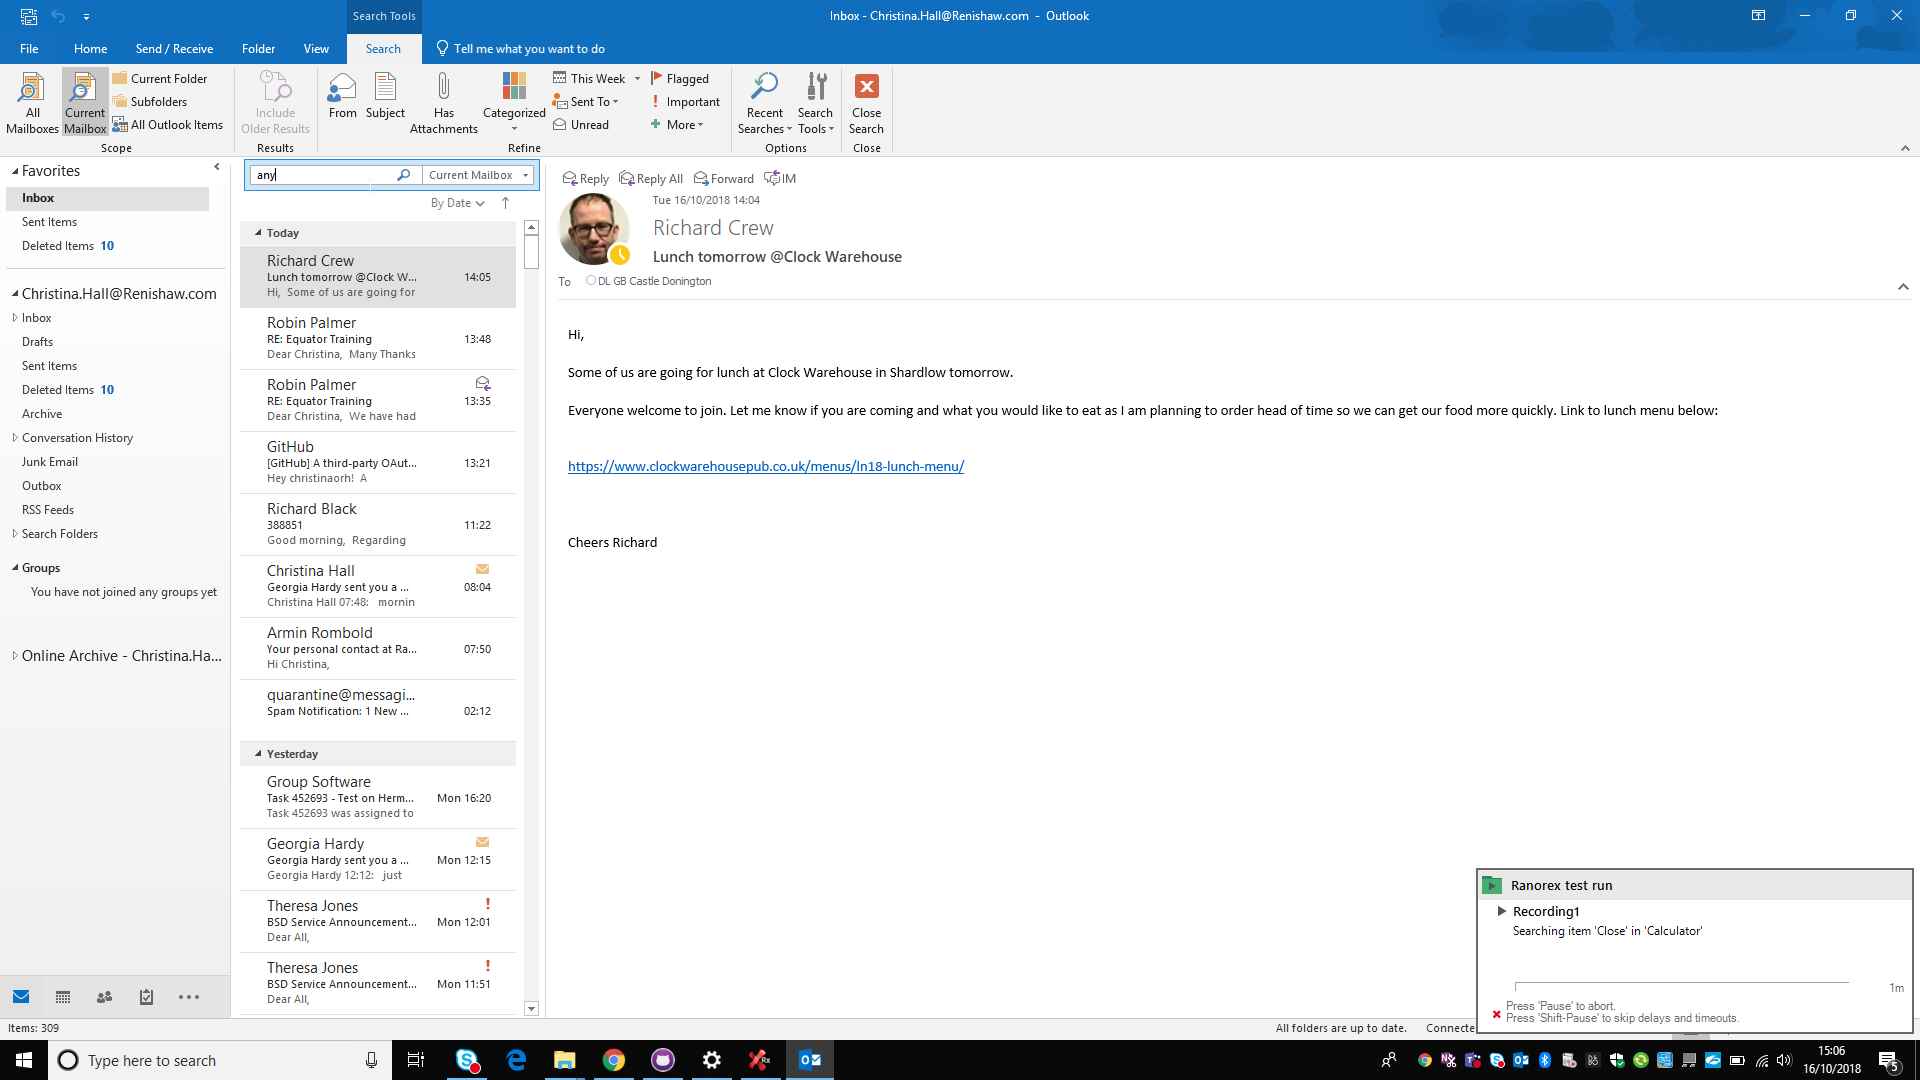 Search Tools
Inbox - Christina.Hall@Renishaw.com - Outlook
File Home Send / Receive Folder View Search Tell me what you want to do
All Mailboxes
Current Mailbox
Current Folder
Subfolders
All Outlook Items
Scope
Include Older Results
Results
From
Subject
Has Attachments
Categorized
This Week
Sent To
Unread
Flagged
Important
More
Refine
Recent Searches
Search Tools
Options
Close Search
Close
Favorites
Inbox
Sent Items
Deleted Items 10
Christina.Hall@Renishaw.com
Inbox
Drafts
Sent Items
Deleted Items 10
Archive
Conversation History
Junk Email
Outbox
RSS Feeds
Search Folders
Groups
You have not joined any groups yet
Online Archive - Christina.Ha...
any
Current Mailbox
By Date
Today
Richard Crew
Lunch tomorrow @Clock W... 14:05
Hi, Some of us are going for
Robin Palmer
RE: Equator Training 13:48
Dear Christina, Many Thanks
Robin Palmer
RE: Equator Training 13:35
Dear Christina, We have had
GitHub
[GitHub] A third-party OAut... 13:21
Hey christinaorh! A
Richard Black
388851 11:22
Good morning, Regarding
Christina Hall
Georgia Hardy sent you a ... 08:04
Christina Hall 07:48: mornin
Armin Rombold
Your personal contact at Ra... 07:50
Hi Christina,
quarantine@messagi...
Spam Notification: 1 New ... 02:12
Yesterday
Group Software
Task 452693 - Test on Herm... Mon 16:20
Task 452693 was assigned to
Georgia Hardy
Georgia Hardy sent you a ... Mon 12:15
Georgia Hardy 12:12: just
Theresa Jones
BSD Service Announcement... Mon 12:01
Dear All,
Theresa Jones
BSD Service Announcement... Mon 11:51
Dear All,
Reply Reply All Forward IM
Tue 16/10/2018 14:04
Richard Crew
Lunch tomorrow @Clock Warehouse
To DL GB Castle Donington
Hi,
Some of us are going for lunch at Clock Warehouse in Shardlow tomorrow.
Everyone welcome to join. Let me know if you are coming and what you would like to eat as I am planning to order head of time so we can get our food more quickly. Link to lunch menu below:
https://www.clockwarehousepub.co.uk/menus/ln18-lunch-menu/
Cheers Richard
Ranorex test run
Recording1
Searching item 'Close' in 'Calculator'
1m
Press 'Pause' to abort.
Press 'Shift-Pause' to skip delays and timeouts.
Items: 309
All folders are up to date. Connecte
Type here to search
15:06
16/10/2018
5